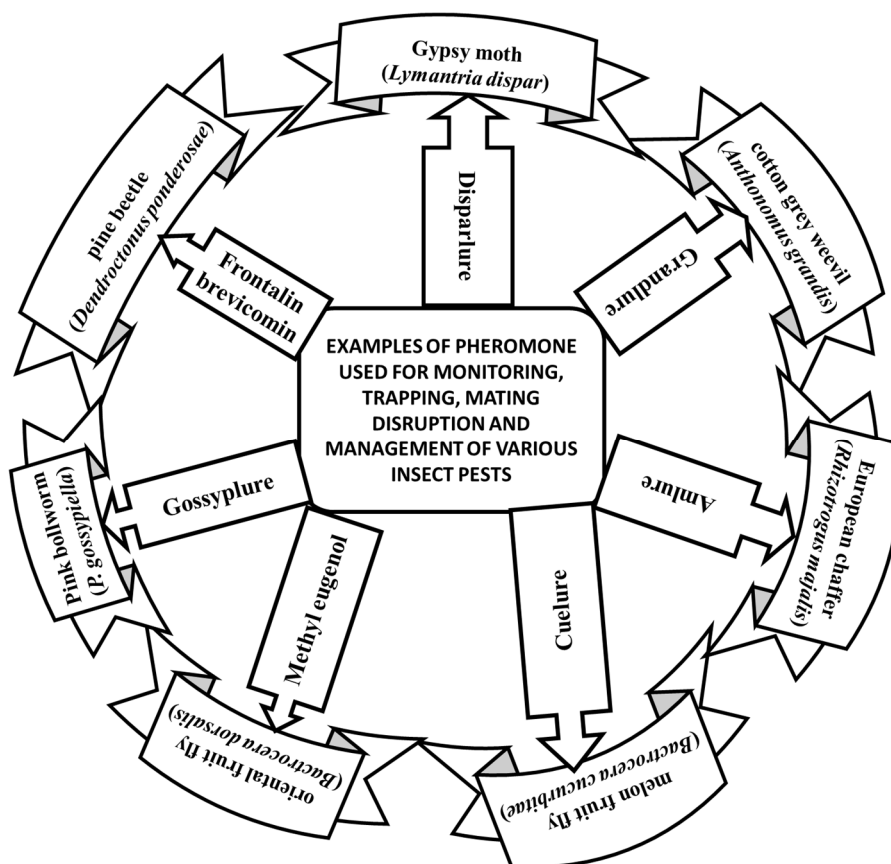 Gypsy moth
(Lymantria dispar)
Disparlure
cotton grey weevil
(Anthonomus grandis)
Grandlure
European chaffer
(Rhizotrogus majalis)
Amlure
melon fruit fly
(Bactrocera cucurbitae)
Cuelure
oriental fruit fly
(Bactrocera dorsalis)
Methyl eugenol
Pink bollworm
(P. gossypiella)
Gossyplure
pine beetle
(Dendroctonus ponderosae)
Frontalin
brevicomin
EXAMPLES OF PHEROMONE
USED FOR MONITORING,
TRAPPING, MATING
DISRUPTION AND
MANAGEMENT OF VARIOUS
INSECT PESTS